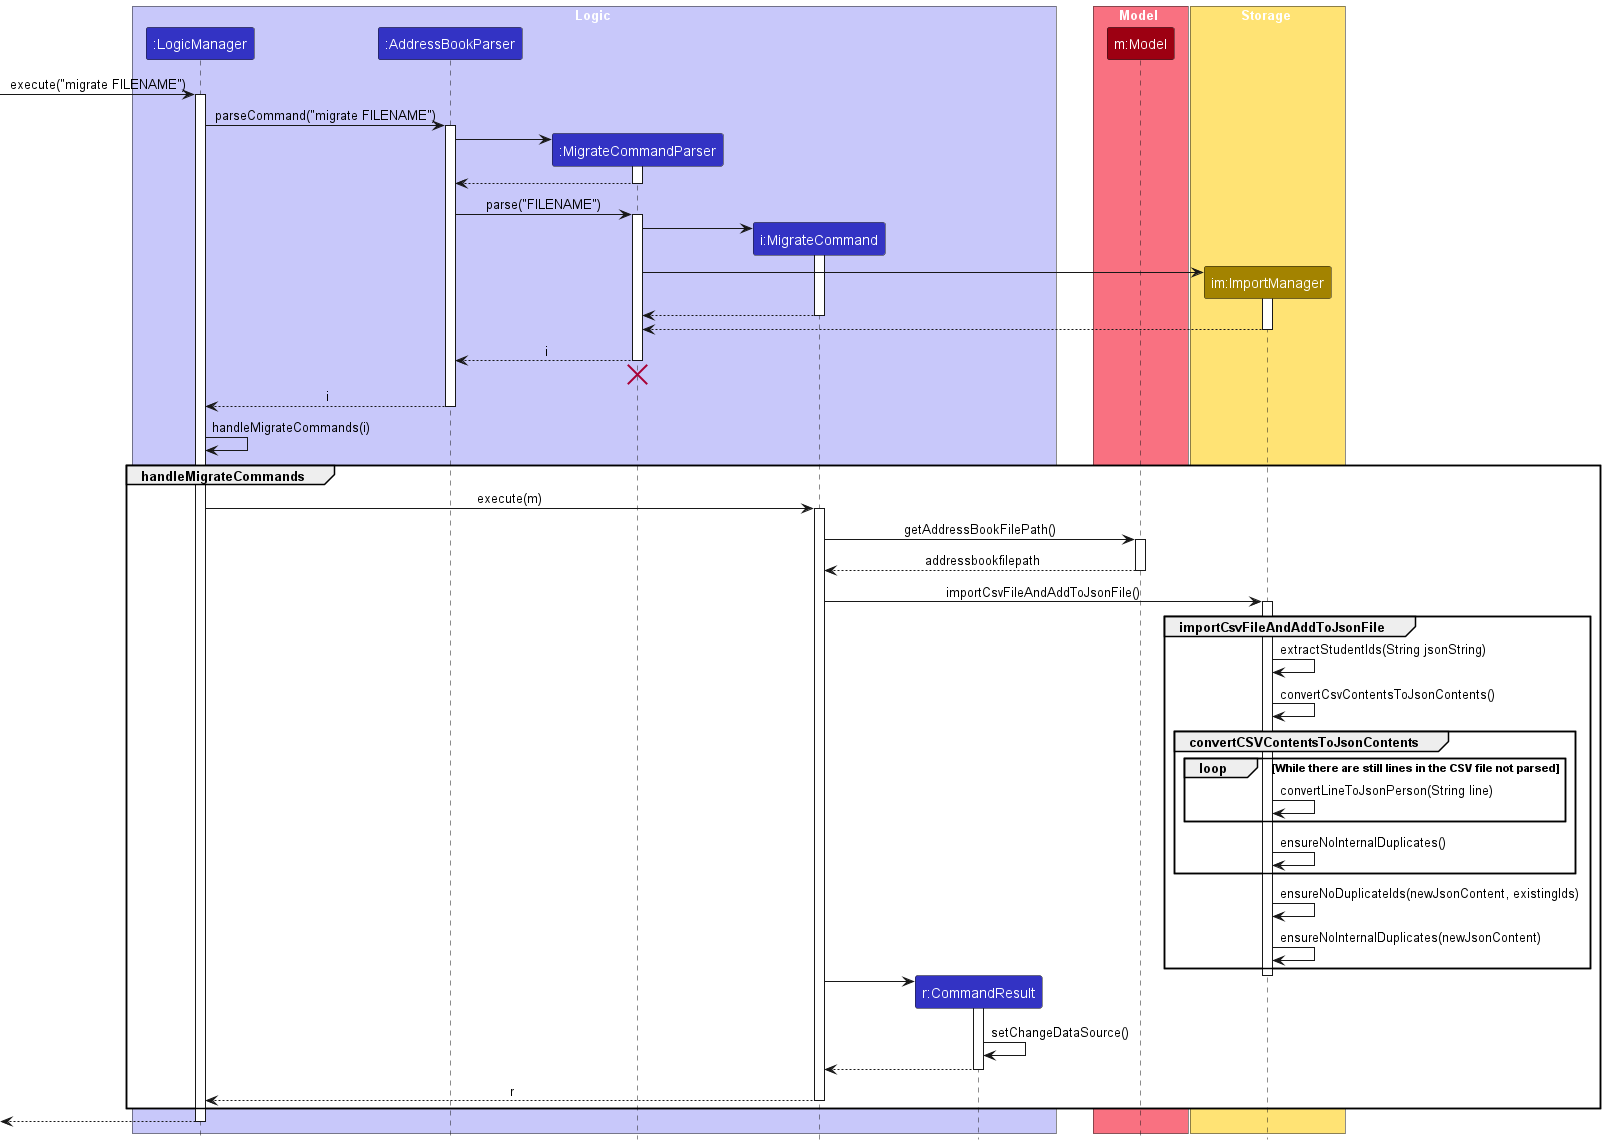 Logic
Model
Storage
:LogicManager
:AddressBookParser
m:Model
execute("migrate FILENAME")
parseCommand("migrate FILENAME")
:MigrateCommandParser
parse("FILENAME")
i:MigrateCommand
im:ImportManager
i
i
handleMigrateCommands(i)
handleMigrateCommands
execute(m)
getAddressBookFilePath()
addressbookfilepath
importCsvFileAndAddToJsonFile()
importCsvFileAndAddToJsonFile
extractStudentIds(String jsonString)
convertCsvContentsToJsonContents()
convertCSVContentsToJsonContents
loop [While there are still lines in the CSV file not parsed]
convertLineToJsonPerson(String line)
ensureNoInternalDuplicates()
ensureNoDuplicateIds(newJsonContent, existingIds)
ensureNoInternalDuplicates(newJsonContent)
r:CommandResult
setChangeDataSource()
r